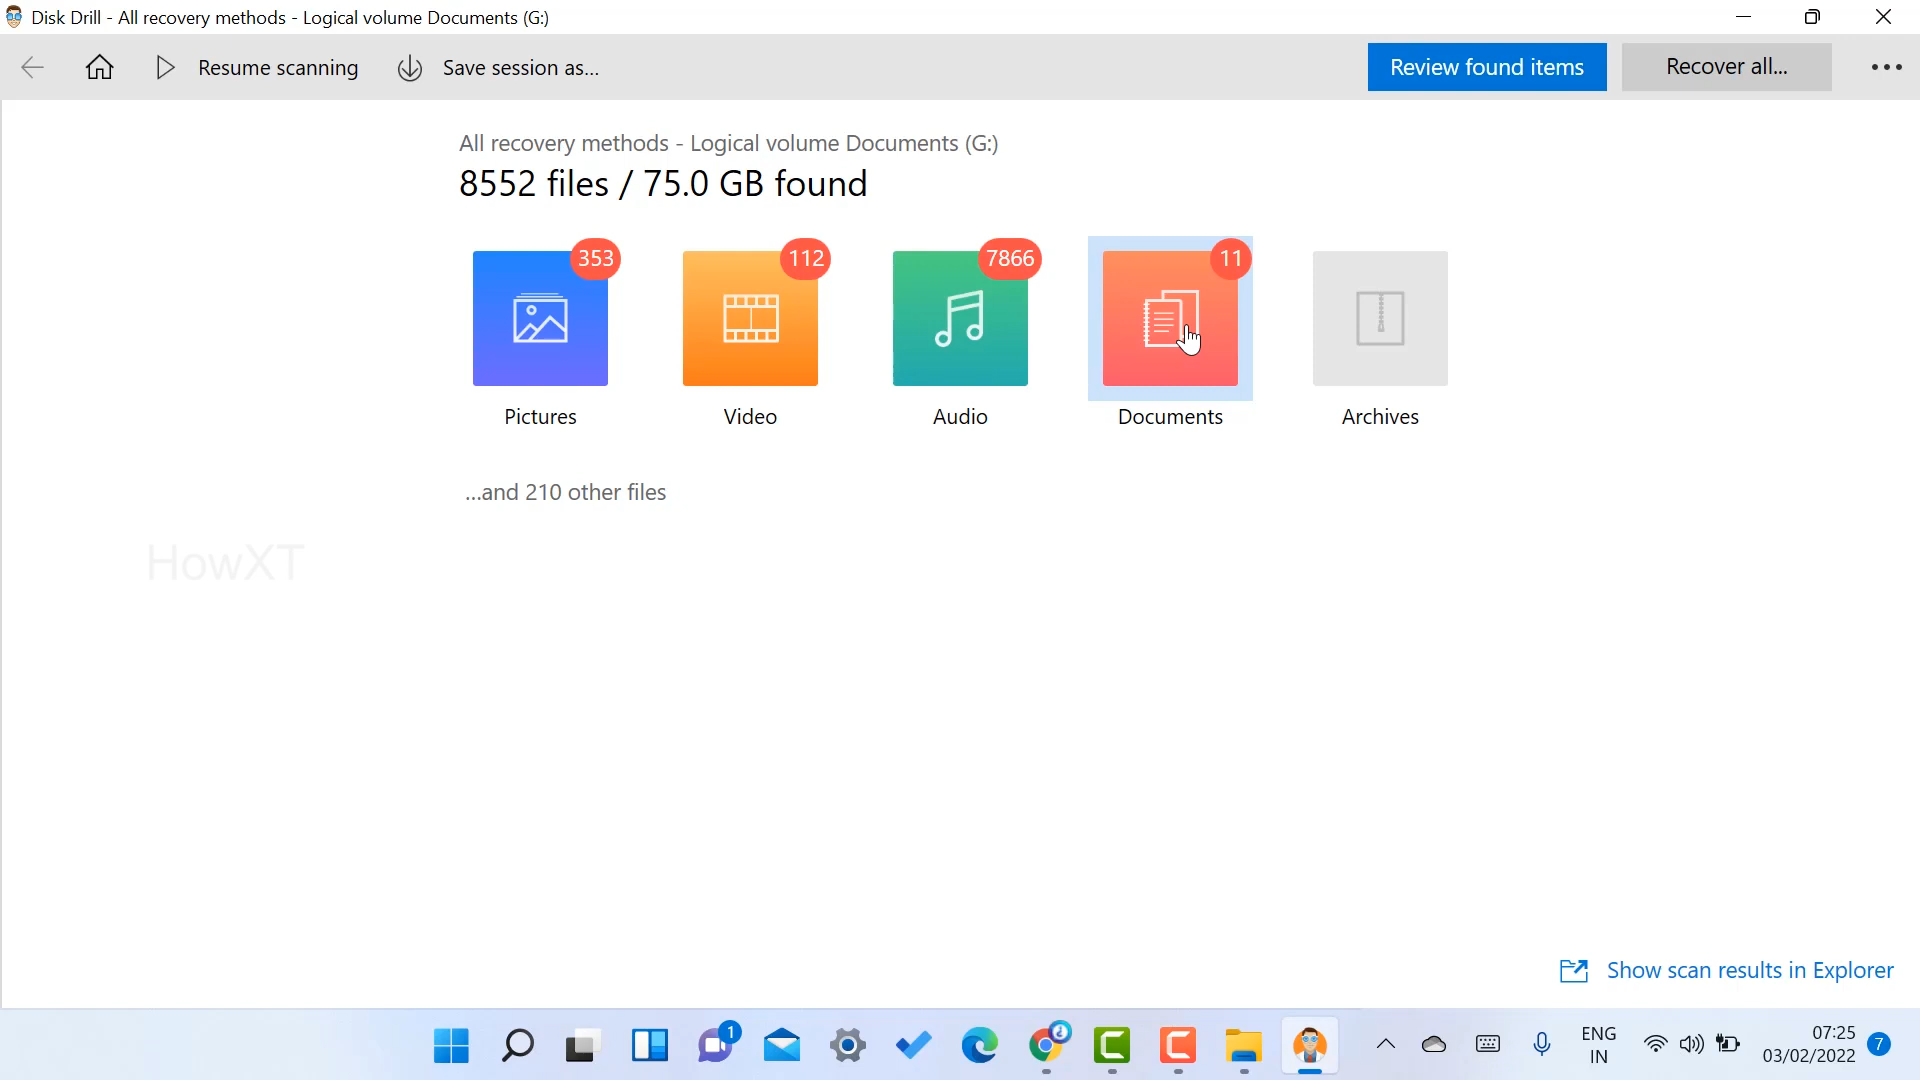 Disk Drill - All recovery methods - Logical volume Documents (G:)
Resume scanning
Save session as...
Review found items
Recover all...
All recovery methods - Logical volume Documents (G:)
8552 files / 75.0 GB found
353
112
7866
11
Pictures
Video
Audio
Documents
Archives
...and 210 other files
HowXT
Show scan results in Explorer
1
ENG
IN
07:25
03/02/2022
7